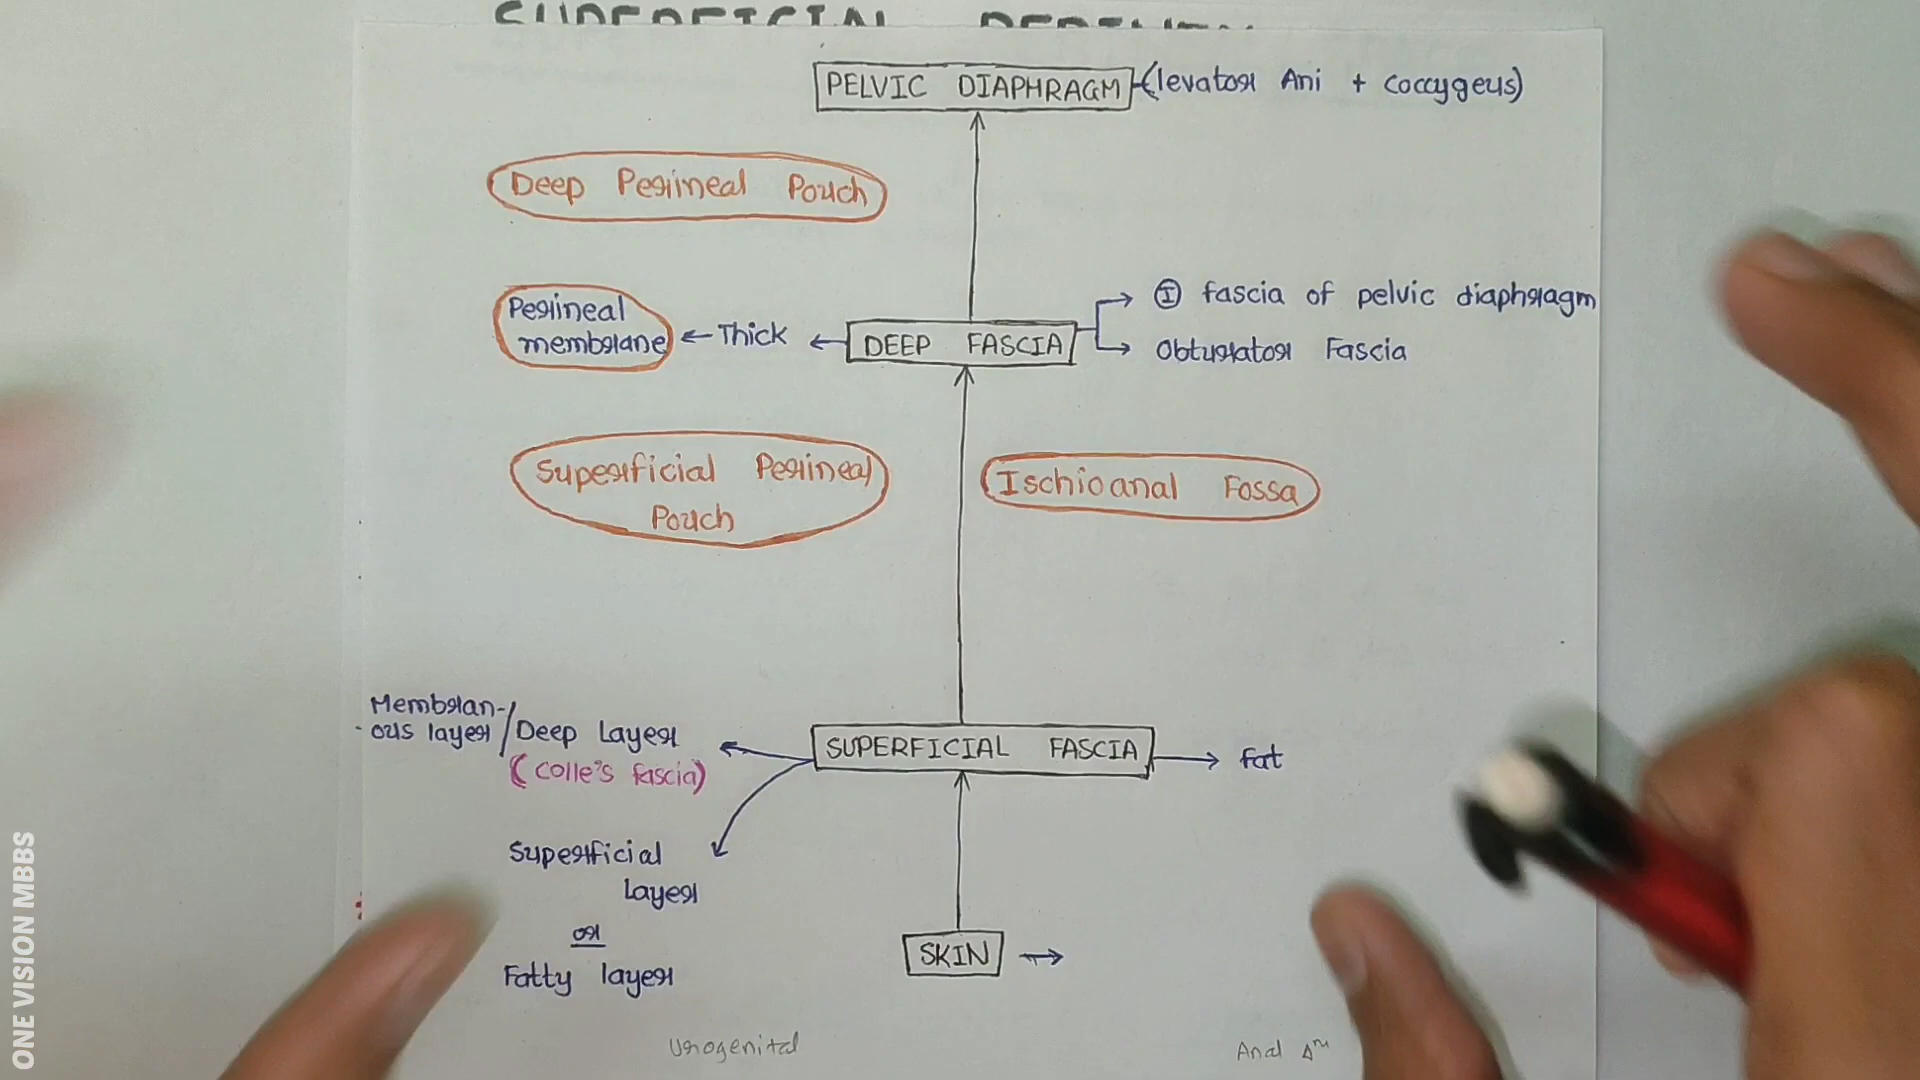 SUPERFICIAL PERINEAL
PELVIC DIAPHRAGM (levator Ani + coccygeus)
Deep Perineal Pouch
Perineal
membrane
Thick
DEEP FASCIA
I fascia of pelvic diaphragm
Obturator Fascia
Superficial Perineal
Pouch
Ischioanal Fossa
Membran-
ous layer / Deep Layer
(Colle's fascia)
SUPERFICIAL FASCIA
fat
Superficial
Layer
or
Fatty layer
SKIN
Urogenital
Anal Δ
ONE VISION MBBS